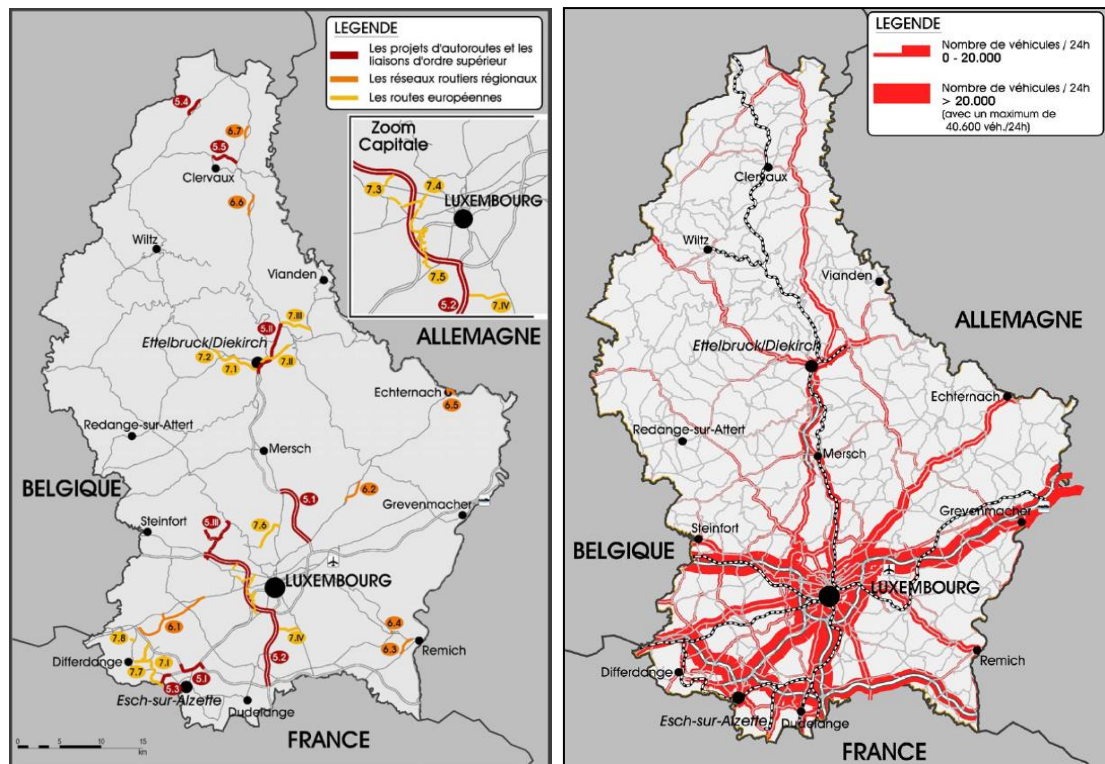 LEGENDE
Les projets d'autoroutes et les
liaisons d'ordre supérieur
Les réseaux routiers régionaux
Les routes européennes
Zoom
Capitale
7.3
7.4
LUXEMBOURG
7.5
5.2
7.IV
5.4
6.7
5.5
Clervaux
6.6
Wiltz
Vianden
7.III
5.II
ALLEMAGNE
Ettelbruck/Diekirch
7.2
7.1
7.II
Echternach
6.5
Redange-sur-Attert
Mersch
BELGIQUE
6.2
5.1
Grevenmacher
Steinfort
5.III
7.6
LUXEMBOURG
6.1
6.4
7.8
7.IV
6.3
Remich
Differdange
7.I
7.7
5.I
5.2
5.3
Esch-sur-Alzette
Dudelange
FRANCE
0
5
10
15
km
LEGENDE
Nombre de véhicules / 24h
0 - 20.000
Nombre de véhicules / 24h
> 20.000
(avec un maximum de
40.600 véh./24h)
Clervaux
Wiltz
Vianden
ALLEMAGNE
Ettelbruck/Diekirch
Echternach
Redange-sur-Attert
Mersch
Grevenmacher
Steinfort
BELGIQUE
LUXEMBOURG
Differdange
Remich
Esch-sur-Alzette
Dudelange
FRANCE